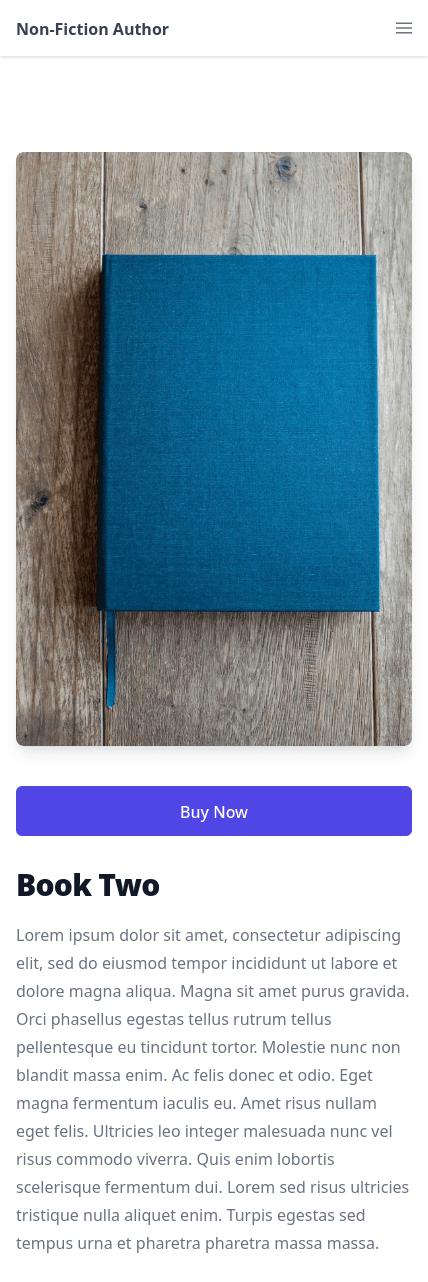 Non-Fiction Author
Buy Now
Book Two
Lorem ipsum dolor sit amet, consectetur adipiscing
elit, sed do eiusmod tempor incididunt ut labore et
dolore magna aliqua. Magna sit amet purus gravida.
Orci phasellus egestas tellus rutrum tellus
pellentesque eu tincidunt tortor. Molestie nunc non
blandit massa enim. Ac felis donec et odio. Eget
magna fermentum iaculis eu. Amet risus nullam
eget felis. Ultricies leo integer malesuada nunc vel
risus commodo viverra. Quis enim lobortis
scelerisque fermentum dui. Lorem sed risus ultricies
tristique nulla aliquet enim. Turpis egestas sed
tempus urna et pharetra pharetra massa massa.